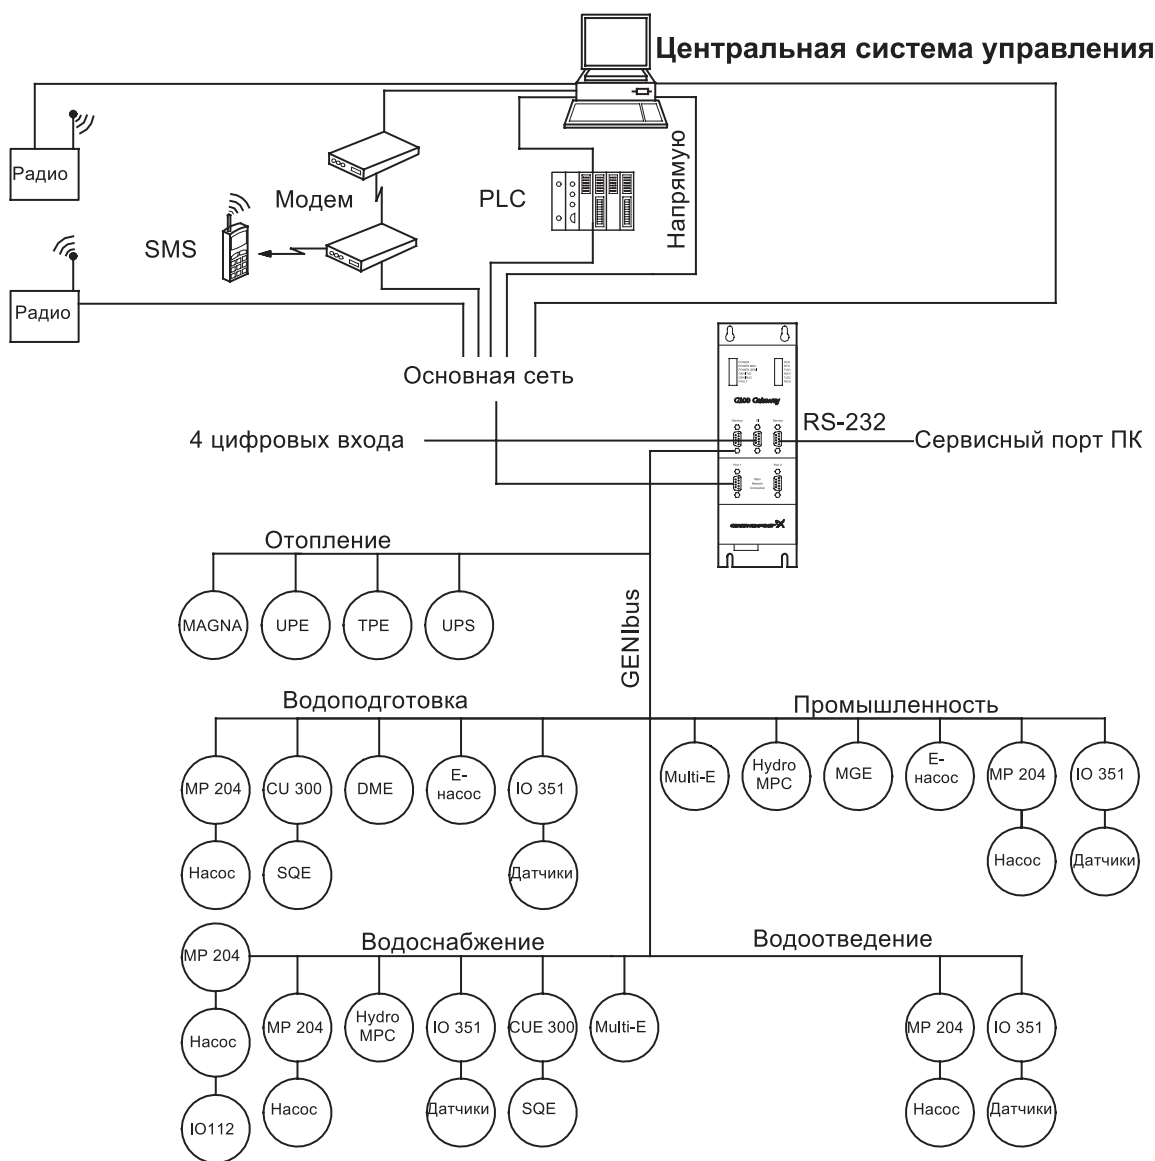 Центральная система управления
Радио
Модем
PLC
Напрямую
SMS
Радио
Основная сеть
G100 Gateway
4 цифровых входа
RS-232
Сервисный порт ПК
Отопление
MAGNA
UPE
TPE
UPS
GENIbus
Водоподготовка
Промышленность
MP 204
CU 300
DME
E-
насос
IO 351
Multi-E
Hydro
MPC
MGE
E-
насос
MP 204
IO 351
Насос
SQE
Датчики
Насос
Датчики
Водоснабжение
Водоотведение
MP 204
MP 204
Hydro
MPC
IO 351
CUE 300
Multi-E
MP 204
IO 351
Насос
Насос
Датчики
SQE
Насос
Датчики
IO112